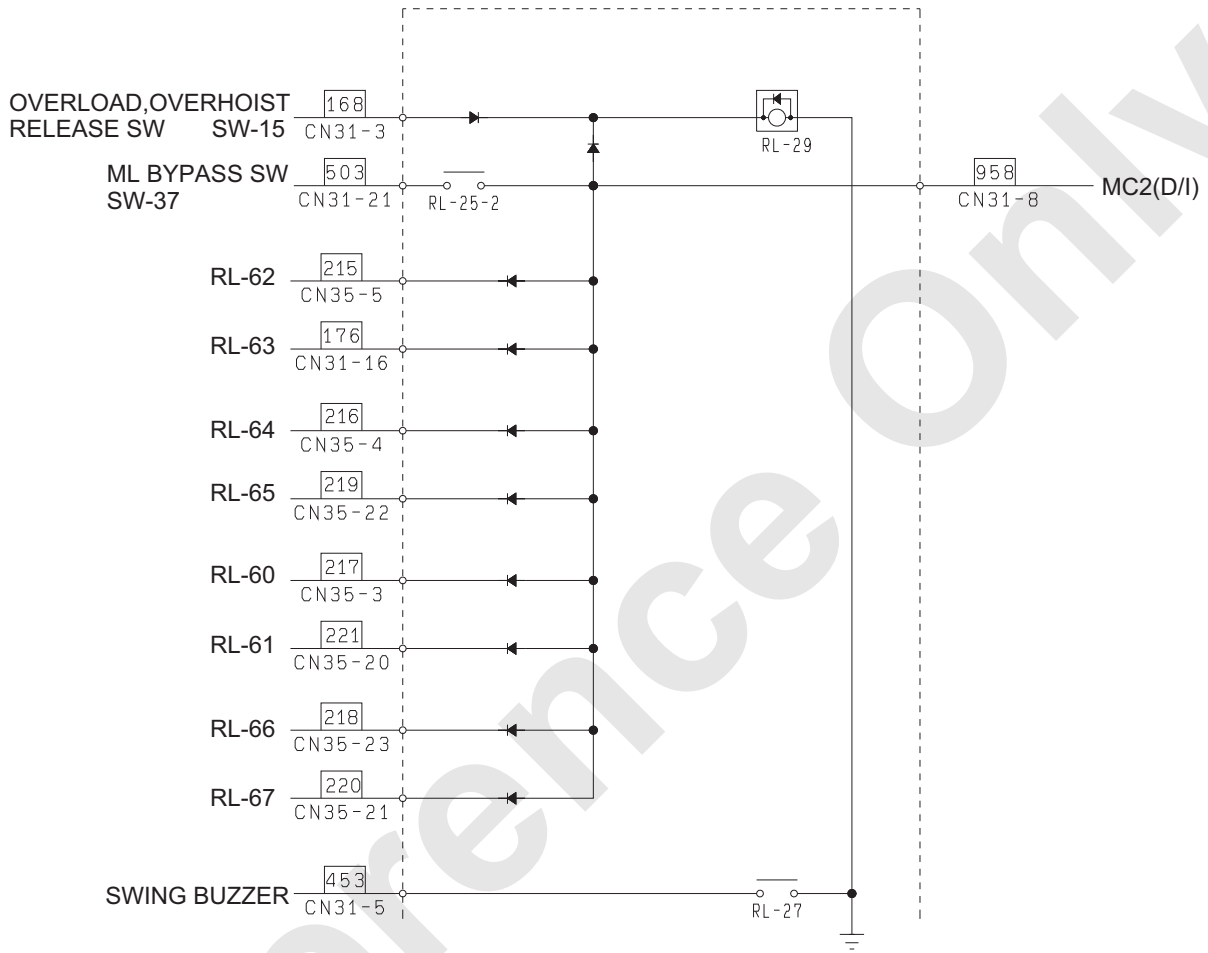 OVERLOAD,OVERHOIST
RELEASE SW SW-15
168
CN31-3
RL-29
ML BYPASS SW
SW-37
503
CN31-21
RL-25-2
958
CN31-8
MC2(D/I)
RL-62
215
CN35-5
RL-63
176
CN31-16
RL-64
216
CN35-4
RL-65
219
CN35-22
RL-60
217
CN35-3
RL-61
221
CN35-20
RL-66
218
CN35-23
RL-67
220
CN35-21
SWING BUZZER
453
CN31-5
RL-27
erence Only